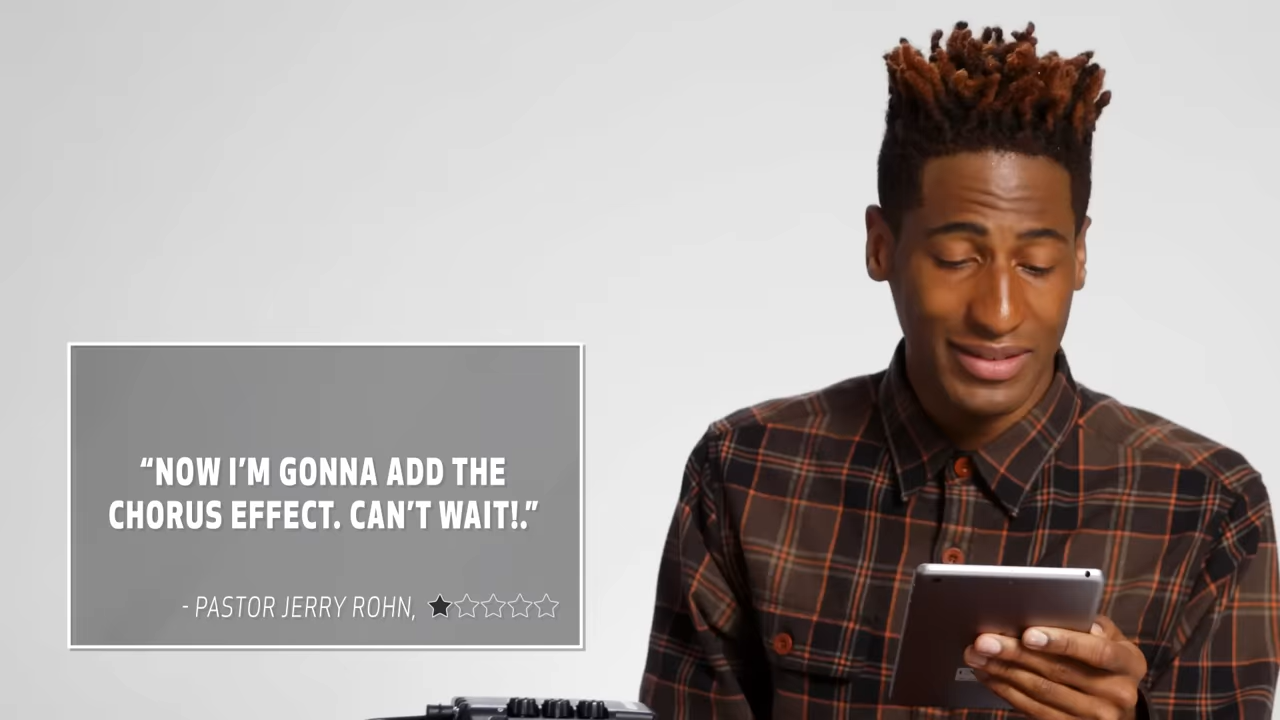 “NOW I’M GONNA ADD THE
CHORUS EFFECT. CAN’T WAIT!.”
- PASTOR JERRY ROHN,